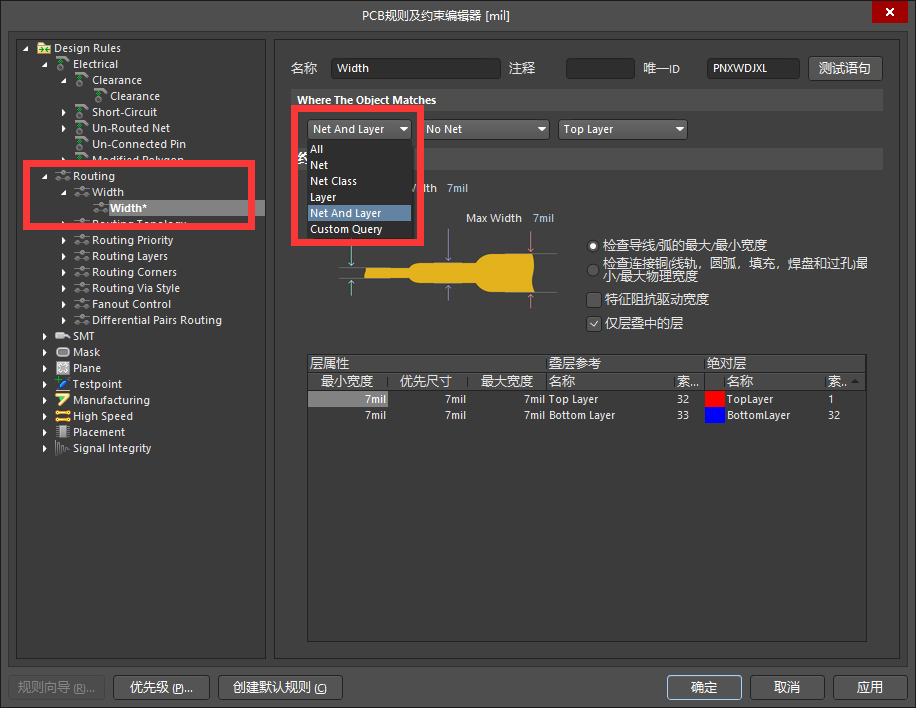 PCB规则及约束编辑器 [mil]
Design Rules
Electrical
Clearance
Clearance
Short-Circuit
Un-Routed Net
Un-Connected Pin
Modified Polygon
Routing
Width
Width*
Routing Topology
Routing Priority
Routing Layers
Routing Corners
Routing Via Style
Fanout Control
Differential Pairs Routing
SMT
Mask
Plane
Testpoint
Manufacturing
High Speed
Placement
Signal Integrity
名称 Width 注释 唯一ID PNXWDJXL 测试语句
Where The Object Matches
Net And Layer No Net Top Layer
All
Net
Net Class
Layer
Net And Layer
Custom Query
7mil
Max Width 7mil
检查导线/弧的最大/最小宽度
检查连接铜(线轨，圆弧，填充，焊盘和过孔)最
小/最大物理宽度
特征阻抗驱动宽度
仅层叠中的层
层属性 叠层参考 绝对层
最小宽度 优先尺寸 最大宽度 名称 索... 名称 索..
7mil 7mil 7mil Top Layer 32 TopLayer 1
7mil 7mil 7mil Bottom Layer 33 BottomLayer 32
规则向导 (R)... 优先级 (P)... 创建默认规则 (C) 确定 取消 应用